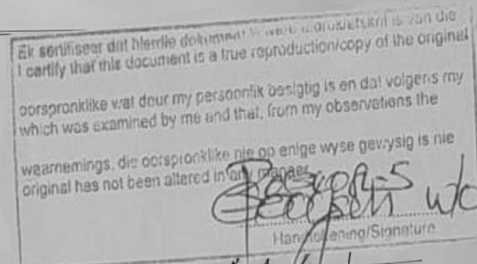 Ek sertifiseer dat hierdie dokument is van die
I certify that this document is a true reproduction/copy of the original
oorspronklike wat deur my persoonlik besigtig is en dat volgens my
which was examined by me and that, from my observations the
waarnemings, die oorspronklike nie op enige wyse gewysig is nie
original has not been altered in any manner
Handtekening/Signature